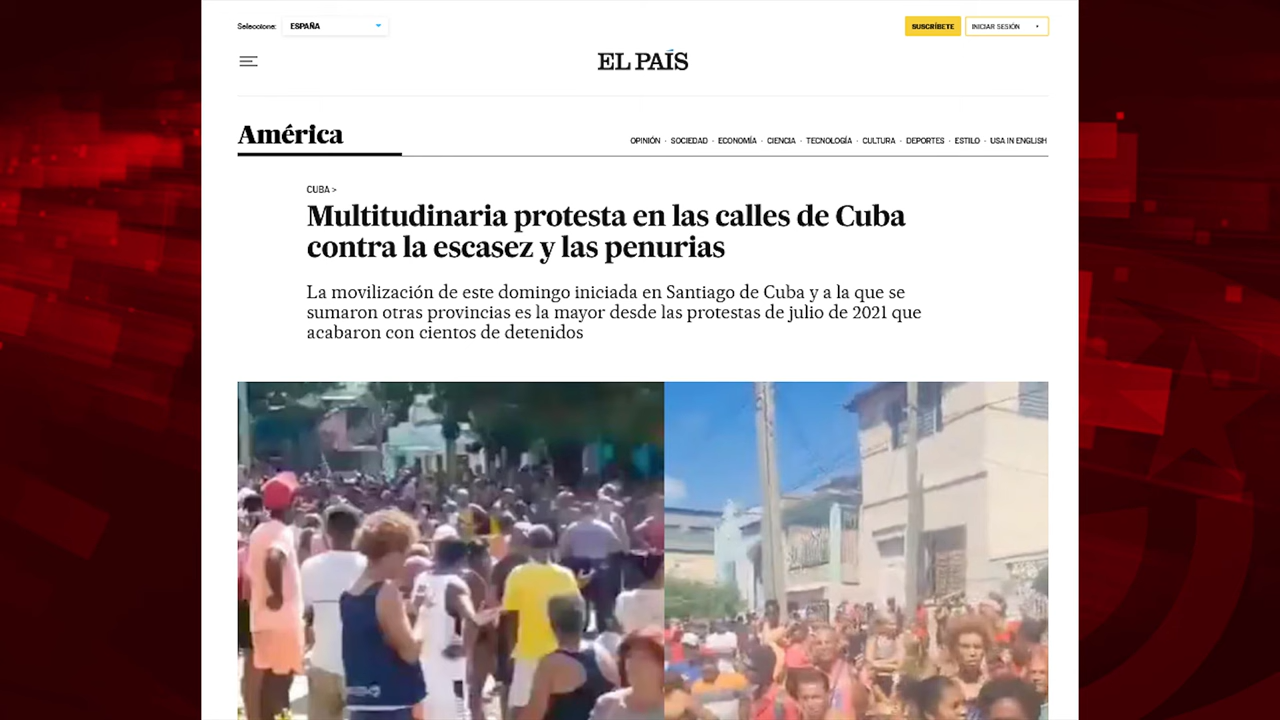 Seleccione:
ESPAÑA
SUSCRÍBETE
INICIAR SESIÓN
EL PAÍS
América
OPINIÓN · SOCIEDAD · ECONOMÍA · CIENCIA · TECNOLOGÍA · CULTURA · DEPORTES · ESTILO · USA IN ENGLISH
CUBA >
Multitudinaria protesta en las calles de Cuba
contra la escasez y las penurias
La movilización de este domingo iniciada en Santiago de Cuba y a la que se
sumaron otras provincias es la mayor desde las protestas de julio de 2021 que
acabaron con cientos de detenidos